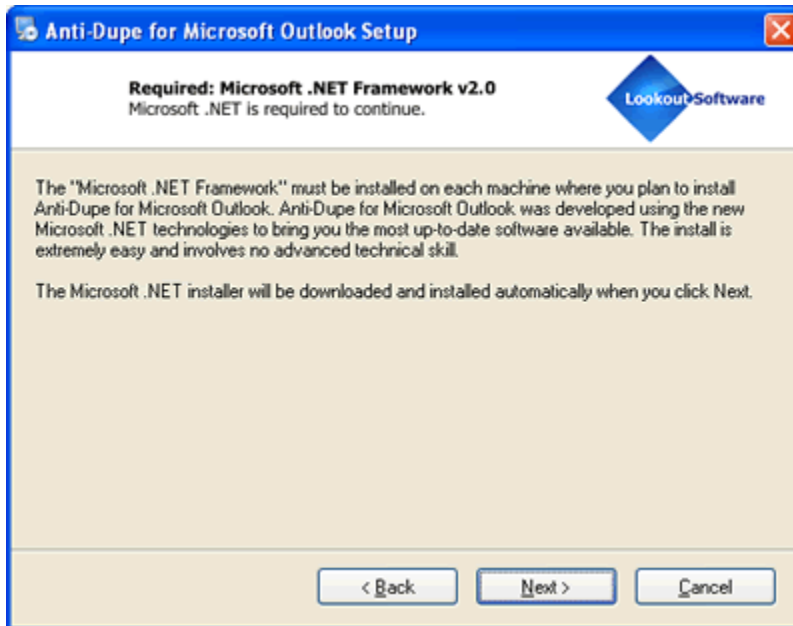 Anti-Dupe for Microsoft Outlook Setup
Required: Microsoft .NET Framework v2.0
Microsoft .NET is required to continue.
Lookout Software
The "Microsoft .NET Framework" must be installed on each machine where you plan to install
Anti-Dupe for Microsoft Outlook. Anti-Dupe for Microsoft Outlook was developed using the new
Microsoft .NET technologies to bring you the most up-to-date software available. The install is
extremely easy and involves no advanced technical skill.
The Microsoft .NET installer will be downloaded and installed automatically when you click Next.
< Back
Next >
Cancel